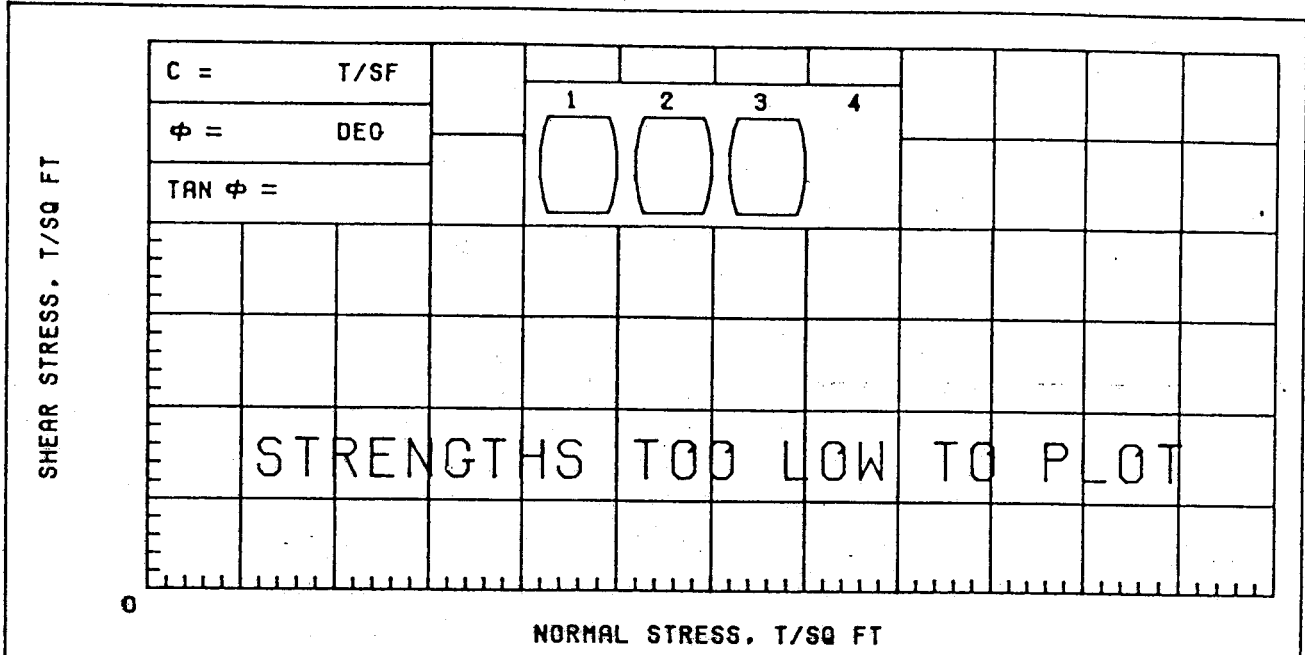 C = T/SF
φ = DEG
TAN φ =
1 2 3 4
SHEAR STRESS, T/SQ FT
STRENGTHS TOO LOW TO PLOT
0
NORMAL STRESS, T/SQ FT